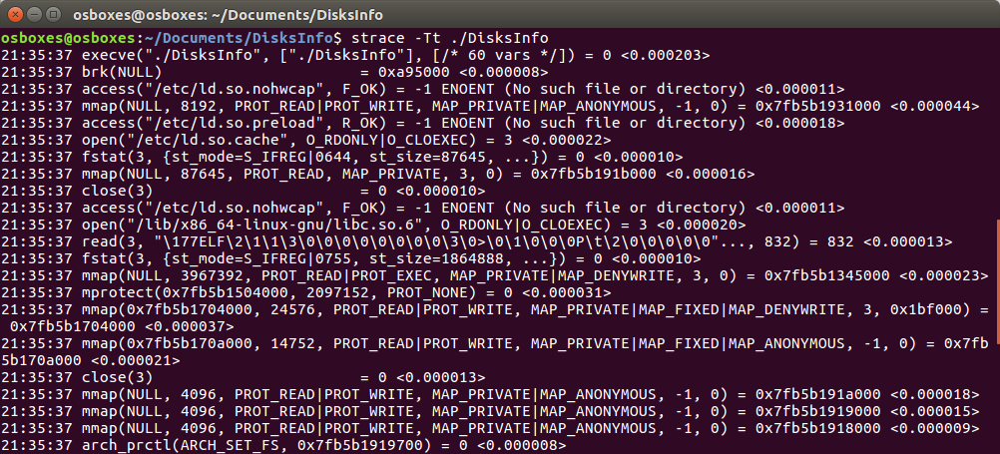 osboxes@osboxes: ~/Documents/DisksInfo
osboxes@osboxes:~/Documents/DisksInfo$ strace -Tt ./DisksInfo
21:35:37 execve("./DisksInfo", ["./DisksInfo"], [/* 60 vars */]) = 0 <0.000203>
21:35:37 brk(NULL)                       = 0xa95000 <0.000008>
21:35:37 access("/etc/ld.so.nohwcap", F_OK) = -1 ENOENT (No such file or directory) <0.000011>
21:35:37 mmap(NULL, 8192, PROT_READ|PROT_WRITE, MAP_PRIVATE|MAP_ANONYMOUS, -1, 0) = 0x7fb5b1931000 <0.000044>
21:35:37 access("/etc/ld.so.preload", R_OK) = -1 ENOENT (No such file or directory) <0.000018>
21:35:37 open("/etc/ld.so.cache", O_RDONLY|O_CLOEXEC) = 3 <0.000022>
21:35:37 fstat(3, {st_mode=S_IFREG|0644, st_size=87645, ...}) = 0 <0.000010>
21:35:37 mmap(NULL, 87645, PROT_READ, MAP_PRIVATE, 3, 0) = 0x7fb5b191b000 <0.000016>
21:35:37 close(3)                        = 0 <0.000010>
21:35:37 access("/etc/ld.so.nohwcap", F_OK) = -1 ENOENT (No such file or directory) <0.000011>
21:35:37 open("/lib/x86_64-linux-gnu/libc.so.6", O_RDONLY|O_CLOEXEC) = 3 <0.000020>
21:35:37 read(3, "\177ELF\2\1\1\3\0\0\0\0\0\0\0\0\3\0>\0\1\0\0\0P\t\2\0\0\0\0\0"..., 832) = 832 <0.000013>
21:35:37 fstat(3, {st_mode=S_IFREG|0755, st_size=1864888, ...}) = 0 <0.000010>
21:35:37 mmap(NULL, 3967392, PROT_READ|PROT_EXEC, MAP_PRIVATE|MAP_DENYWRITE, 3, 0) = 0x7fb5b1345000 <0.000023>
21:35:37 mprotect(0x7fb5b1504000, 2097152, PROT_NONE) = 0 <0.000031>
21:35:37 mmap(0x7fb5b1704000, 24576, PROT_READ|PROT_WRITE, MAP_PRIVATE|MAP_FIXED|MAP_DENYWRITE, 3, 0x1bf000) =
 0x7fb5b1704000 <0.000037>
21:35:37 mmap(0x7fb5b170a000, 14752, PROT_READ|PROT_WRITE, MAP_PRIVATE|MAP_FIXED|MAP_ANONYMOUS, -1, 0) = 0x7fb
5b170a000 <0.000021>
21:35:37 close(3)                        = 0 <0.000013>
21:35:37 mmap(NULL, 4096, PROT_READ|PROT_WRITE, MAP_PRIVATE|MAP_ANONYMOUS, -1, 0) = 0x7fb5b191a000 <0.000018>
21:35:37 mmap(NULL, 4096, PROT_READ|PROT_WRITE, MAP_PRIVATE|MAP_ANONYMOUS, -1, 0) = 0x7fb5b1919000 <0.000015>
21:35:37 mmap(NULL, 4096, PROT_READ|PROT_WRITE, MAP_PRIVATE|MAP_ANONYMOUS, -1, 0) = 0x7fb5b1918000 <0.000009>
21:35:37 arch_prctl(ARCH_SET_FS, 0x7fb5b1919700) = 0 <0.000008>